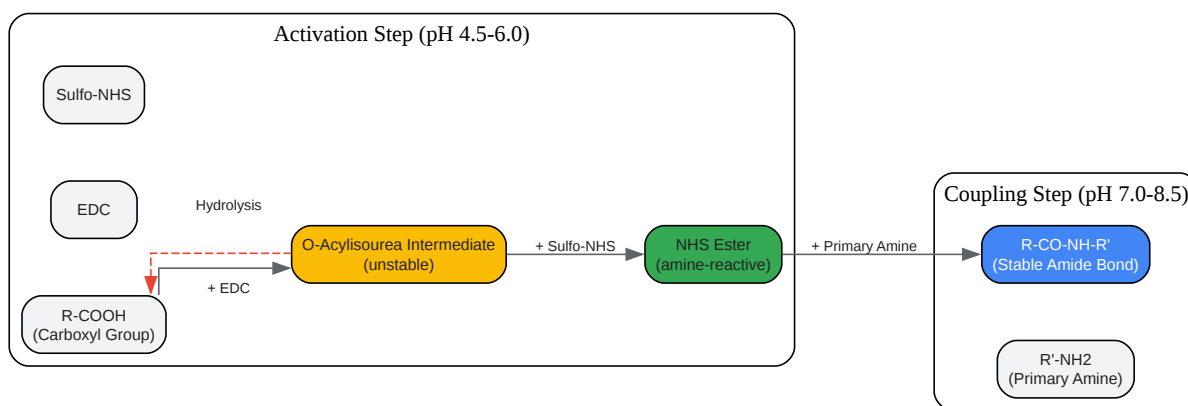 Activation Step (pH 4.5-6.0)
Sulfo-NHS
EDC
Hydrolysis
O-Acylisourea Intermediate
(unstable)
+ Sulfo-NHS
NHS Ester
(amine-reactive)
+ Primary Amine
+ EDC
R-COOH
(Carboxyl Group)
Coupling Step (pH 7.0-8.5)
R-CO-NH-R'
(Stable Amide Bond)
R'-NH2
(Primary Amine)